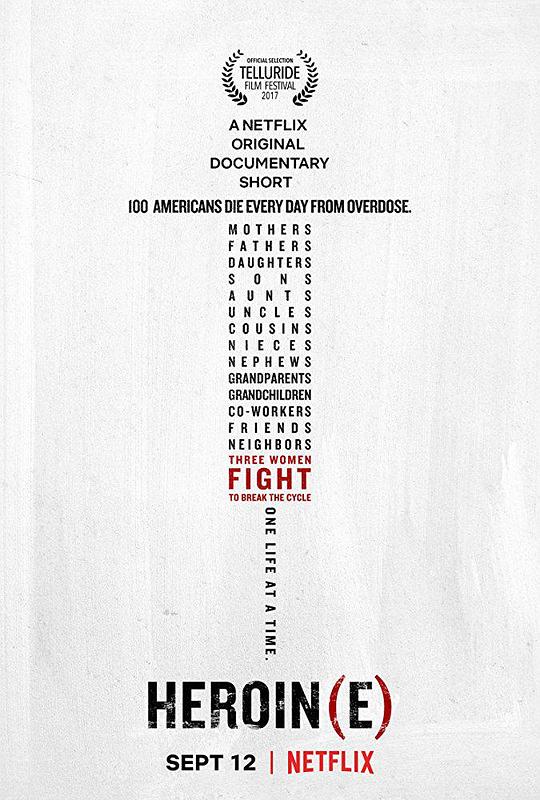 OFFICIAL SELECTION
TELLURIDE
FILM FESTIVAL
2017
A NETFLIX
ORIGINAL
DOCUMENTARY
SHORT
100 AMERICANS DIE EVERY DAY FROM OVERDOSE.
MOTHERS
FATHERS
DAUGHTERS
SONS
AUNTS
UNCLES
COUSINS
NIECES
NEPHEWS
GRANDPARENTS
GRANDCHILDREN
CO-WORKERS
FRIENDS
NEIGHBORS
THREE WOMEN
FIGHT
TO BREAK THE CYCLE
ONE LIFE AT A TIME.
HEROIN(E)
SEPT 12 | NETFLIX